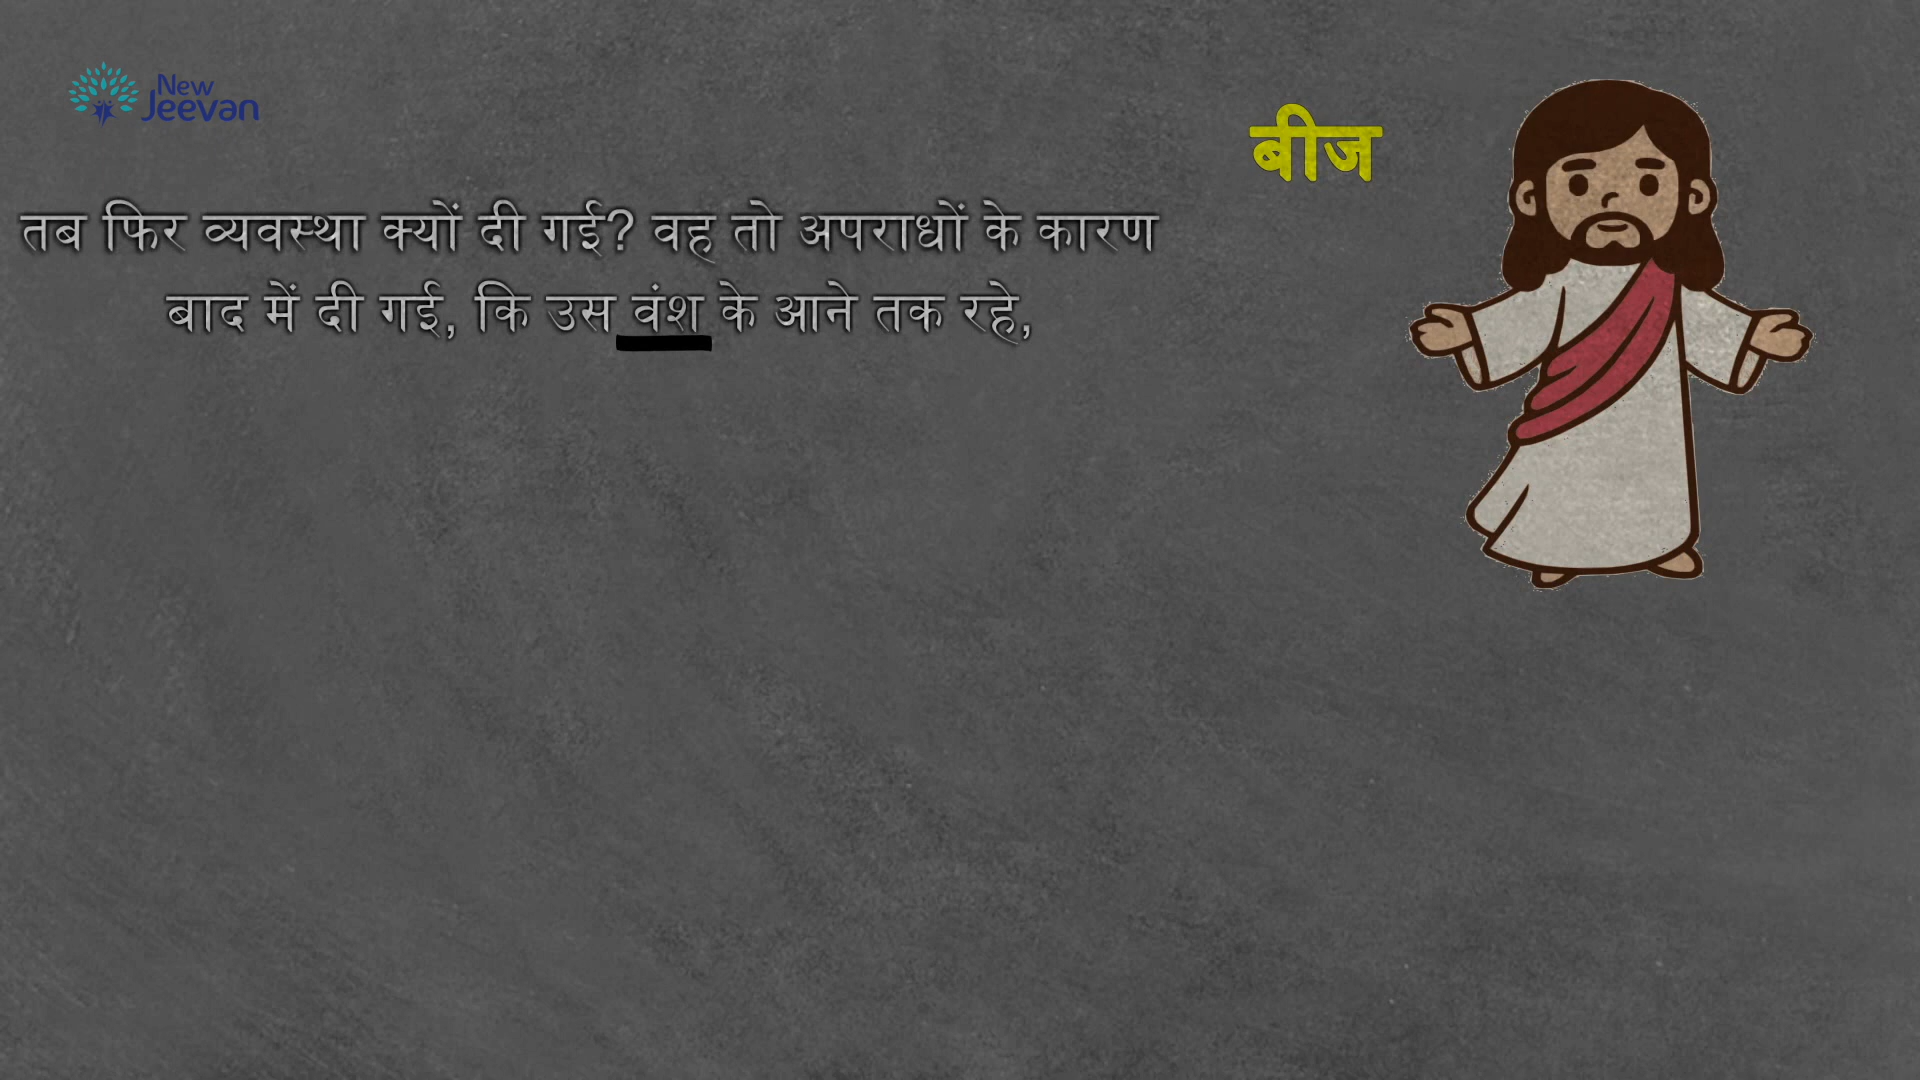 New
Jeevan
बीज
तब फिर व्यवस्था क्यों दी गई? वह तो अपराधों के कारण
बाद में दी गई, कि उस वंश के आने तक रहे,